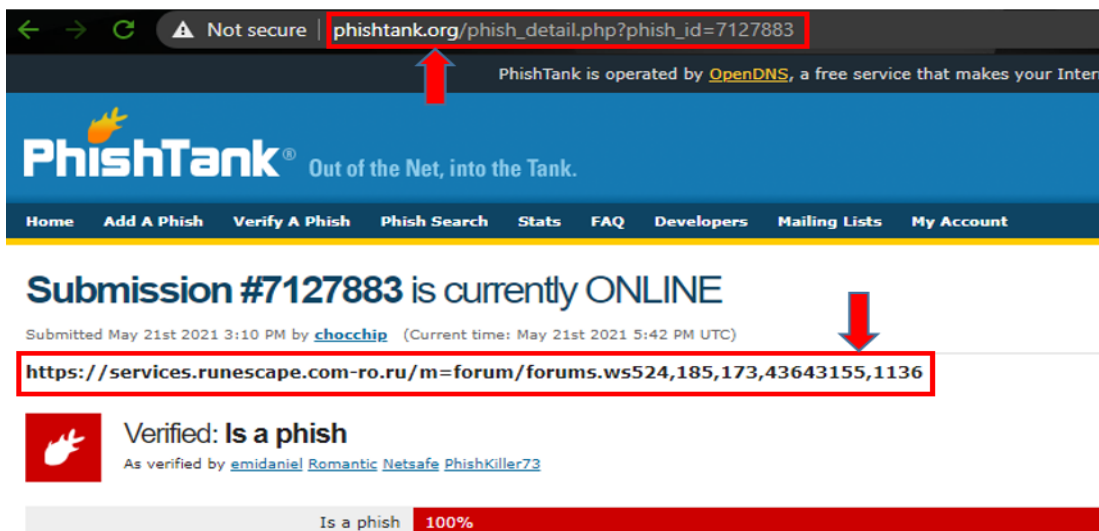 Not secure | phishtank.org/phish_detail.php?phish_id=7127883
PhishTank is operated by OpenDNS, a free service that makes your Inter
PhishTank® Out of the Net, into the Tank.
Home Add A Phish Verify A Phish Phish Search Stats FAQ Developers Mailing Lists My Account
Submission #7127883 is currently ONLINE
Submitted May 21st 2021 3:10 PM by chocchip (Current time: May 21st 2021 5:42 PM UTC)
https://services.runescape.com-ro.ru/m=forum/forums.ws524,185,173,43643155,1136
Verified: Is a phish
As verified by emidaniel Romantic Netsafe PhishKiller73
Is a phish 100%